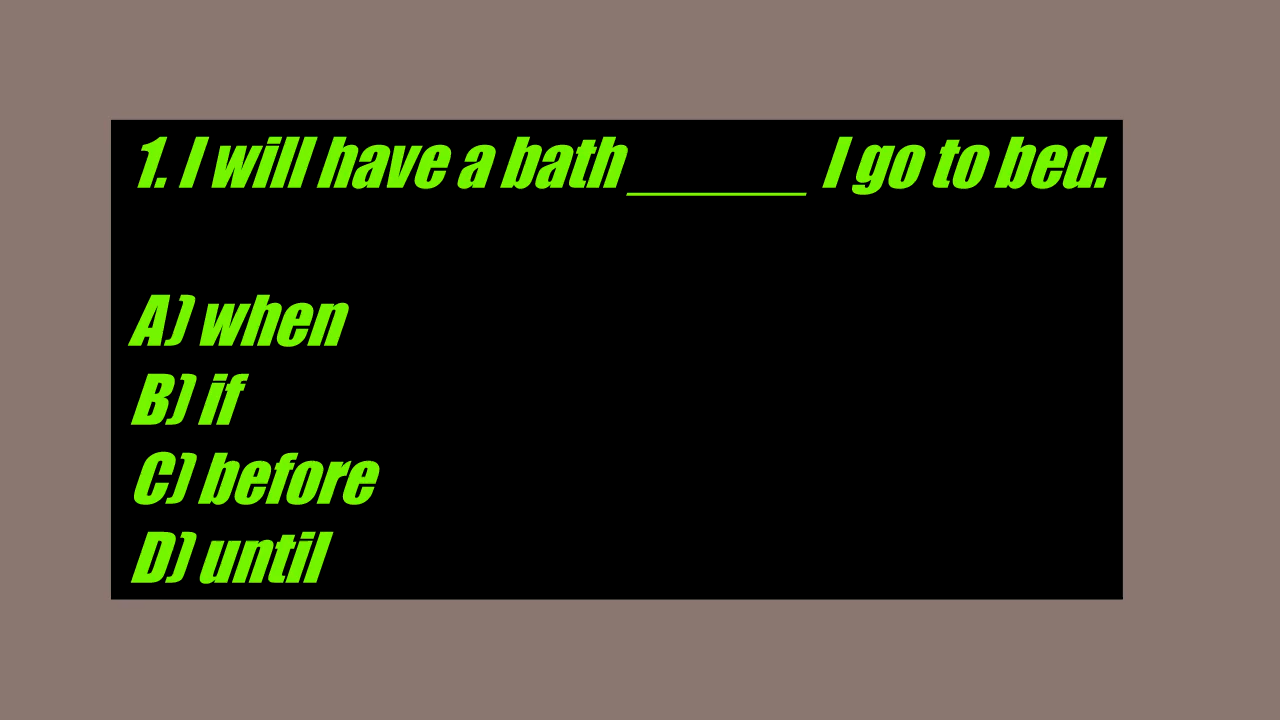 1. I will have a bath ______ I go to bed.
A) when
B) if
C) before
D) until